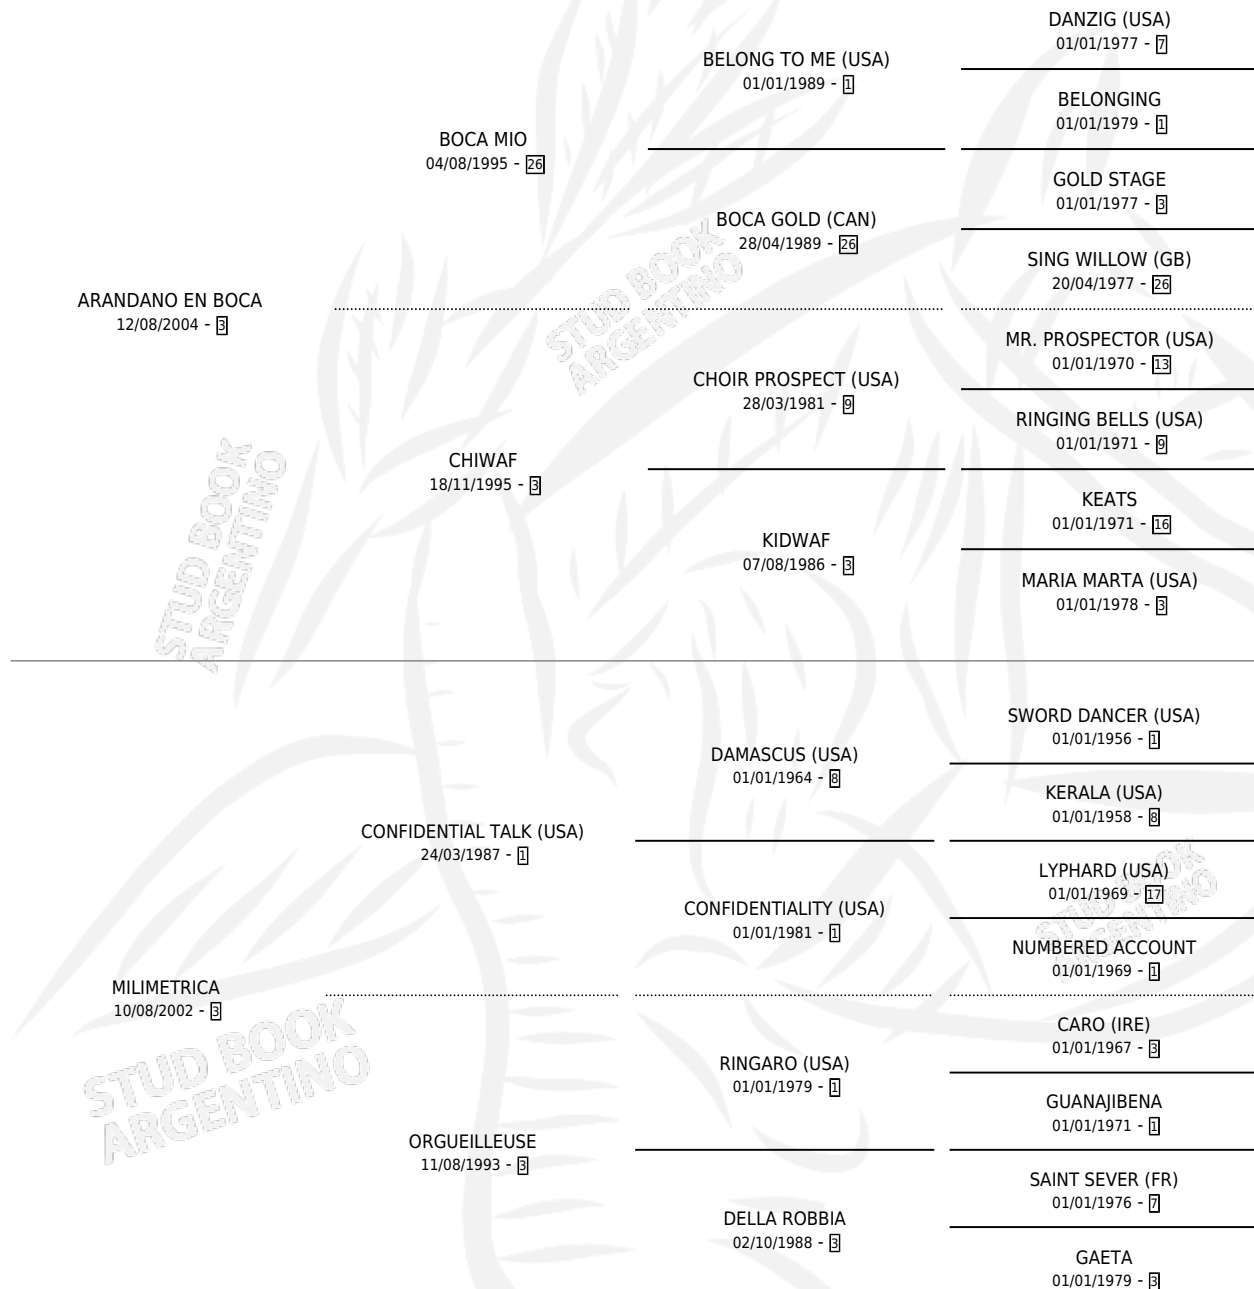 DANZIG (USA)
01/01/1977 - 7
BELONG TO ME (USA)
01/01/1989 - 1
BELONGING
01/01/1979 - 1
BOCA MIO
04/08/1995 - 26
GOLD STAGE
01/01/1977 - 3
BOCA GOLD (CAN)
28/04/1989 - 26
SING WILLOW (GB)
20/04/1977 - 26
ARANDANO EN BOCA
12/08/2004 - 3
MR. PROSPECTOR (USA)
01/01/1970 - 13
CHOIR PROSPECT (USA)
28/03/1981 - 9
RINGING BELLS (USA)
01/01/1971 - 9
CHIWAF
18/11/1995 - 3
KEATS
01/01/1971 - 16
KIDWAF
07/08/1986 - 3
MARIA MARTA (USA)
01/01/1978 - 3
SWORD DANCER (USA)
01/01/1956 - 1
DAMASCUS (USA)
01/01/1964 - 8
KERALA (USA)
01/01/1958 - 8
CONFIDENTIAL TALK (USA)
24/03/1987 - 1
LYPHARD (USA)
01/01/1969 - 17
CONFIDENTIALITY (USA)
01/01/1981 - 1
NUMBERED ACCOUNT
01/01/1969 - 1
MILIMETRICA
10/08/2002 - 3
CARO (IRE)
01/01/1967 - 3
RINGARO (USA)
01/01/1979 - 1
GUANAJIBENA
01/01/1971 - 1
ORGUEILLEUSE
11/08/1993 - 3
SAINT SEVER (FR)
01/01/1976 - 7
DELLA ROBBIA
02/10/1988 - 3
GAETA
01/01/1979 - 3
STUD BOOK
ARGENTINO
STUD BOOK
ARGENTINO
STUD BOOK
ARGENTINO
STUD BOOK
ARGENTINO